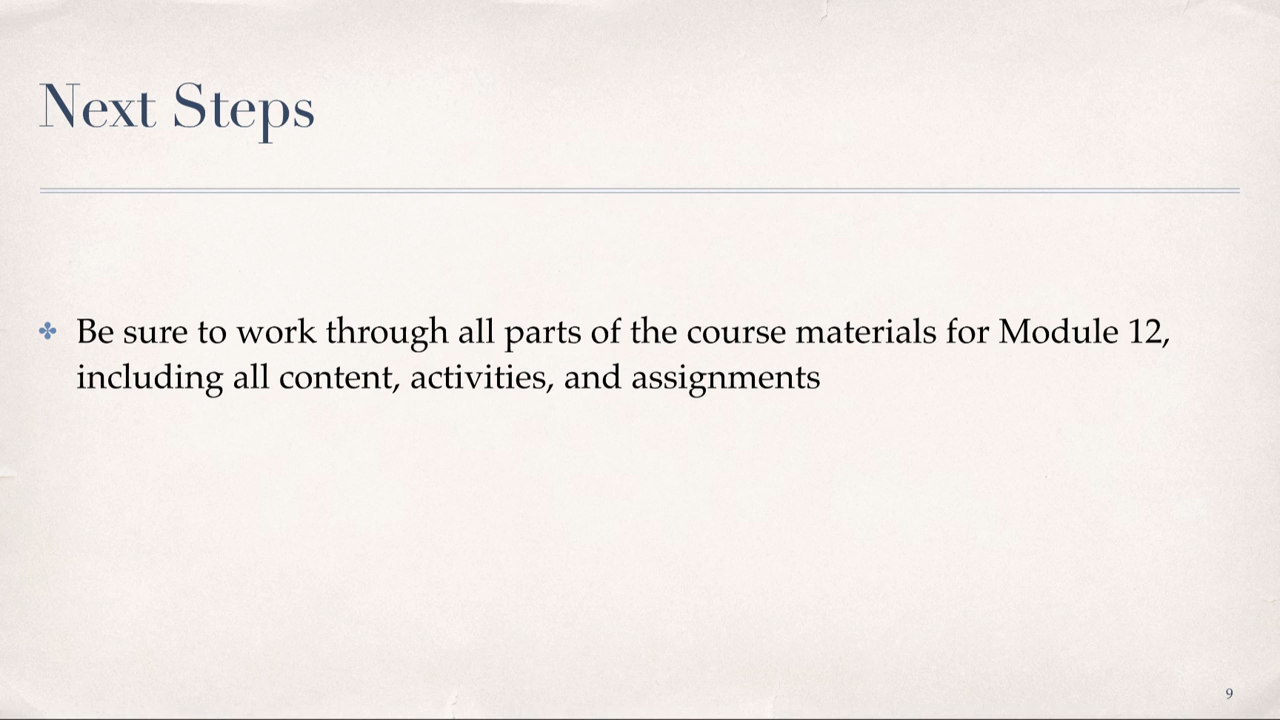 Next Steps
Be sure to work through all parts of the course materials for Module 12,
including all content, activities, and assignments
9